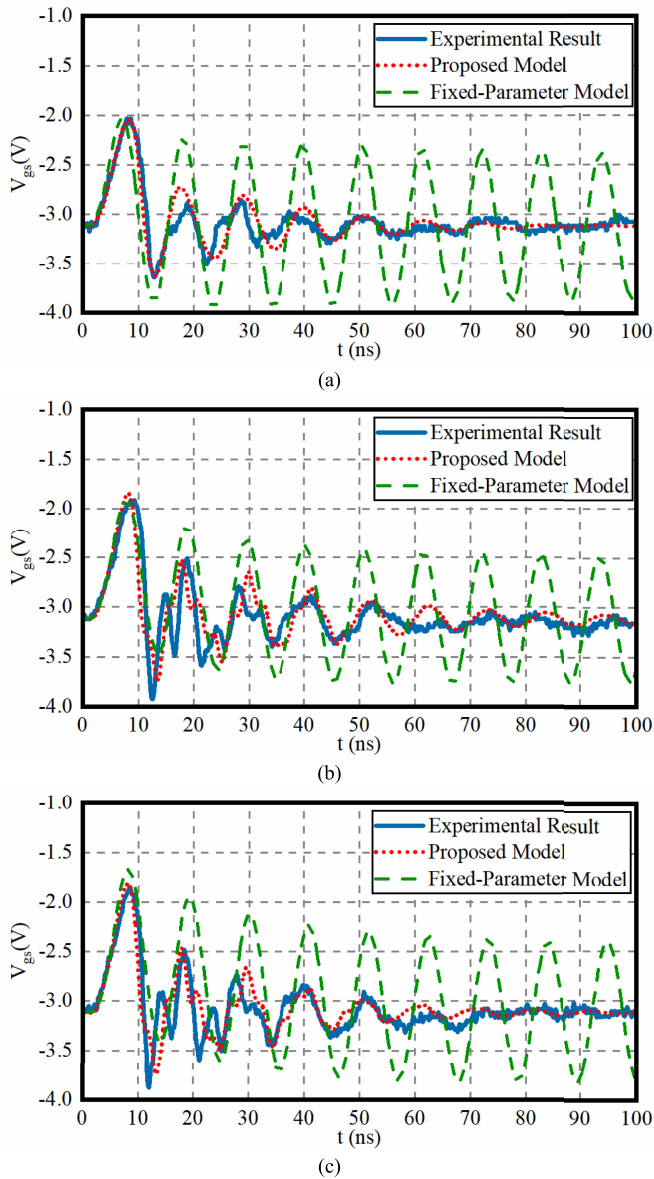 -1.0
Experimental Result
-1.5
Proposed Model
Fixed-Parameter Model
-2.0
Vgs(V)
-2.5
-3.0
-3.5
-4.0
0 10 20 30 40 50 60 70 80 90 100
t (ns)
(a)
-1.0
Experimental Result
-1.5
Proposed Model
Fixed-Parameter Model
-2.0
Vgs(V)
-2.5
-3.0
-3.5
-4.0
0 10 20 30 40 50 60 70 80 90 100
t (ns)
(b)
-1.0
Experimental Result
-1.5
Proposed Model
Fixed-Parameter Model
-2.0
Vgs(V)
-2.5
-3.0
-3.5
-4.0
0 10 20 30 40 50 60 70 80 90 100
t (ns)
(c)